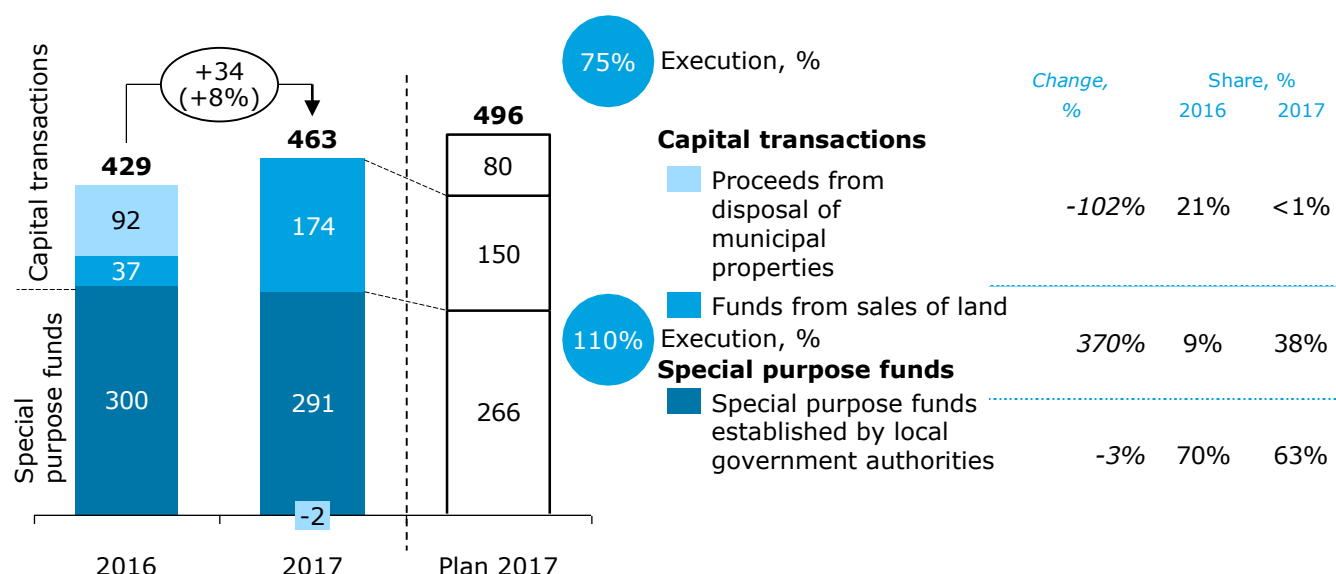 Capital transactions
Special
purpose funds
+34
(+8%)
429
463
496
92
37
300
174
291
-2
80
150
266
2016
2017
Plan 2017
75%
Execution, %
Change,
%
Share, %
2016
2017
Capital transactions
Proceeds from
disposal of
municipal
properties
-102%
21%
<1%
Funds from sales of land
110%
Execution, %
370%
9%
38%
Special purpose funds
Special purpose funds
established by local
government authorities
-3%
70%
63%